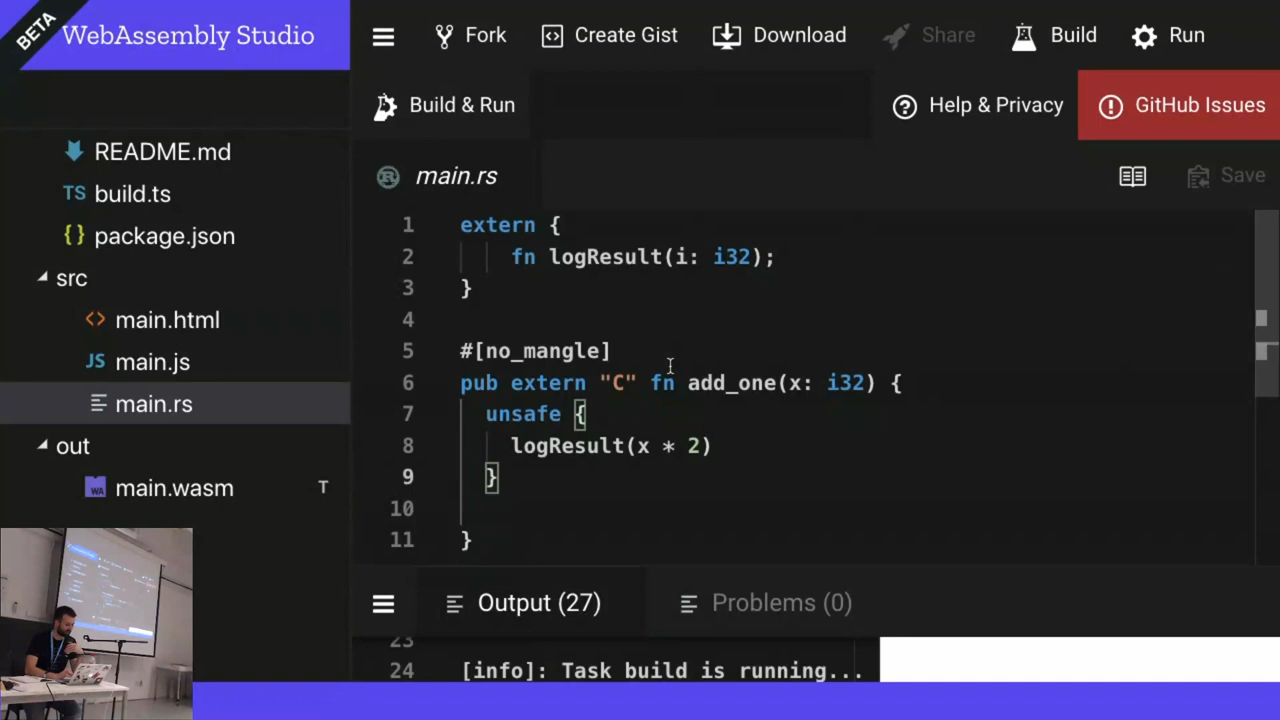 BETA
WebAssembly Studio
Fork
Create Gist
Download
Share
Build
Run
Build & Run
Help & Privacy
GitHub Issues
README.md
TS build.ts
{} package.json
src
<> main.html
JS main.js
main.rs
out
WA main.wasm T
main.rs
Save
1 extern {
2 fn logResult(i: i32);
3 }
4
5 #[no_mangle]
6 pub extern "C" fn add_one(x: i32) {
7 unsafe {
8 logResult(x * 2)
9 }
10
11 }
Output (27)
Problems (0)
23
24 [info]: Task build is running...